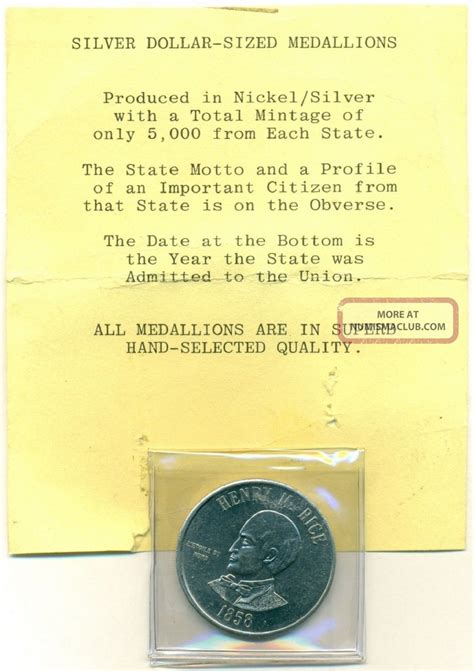 SILVER DOLLAR-SIZED MEDALLIONS
Produced in Nickel/Silver
with a Total Mintage of
only 5,000 from Each State.
The State Motto and a Profile
of an Important Citizen from
that State is on the Obverse.
The Date at the Bottom is
the Year the State was
Admitted to the Union.
MORE AT
NUMISMACLUB.COM
ALL MEDALLIONS ARE IN SUPERB
HAND-SELECTED QUALITY.
HENRY M. RICE
1858